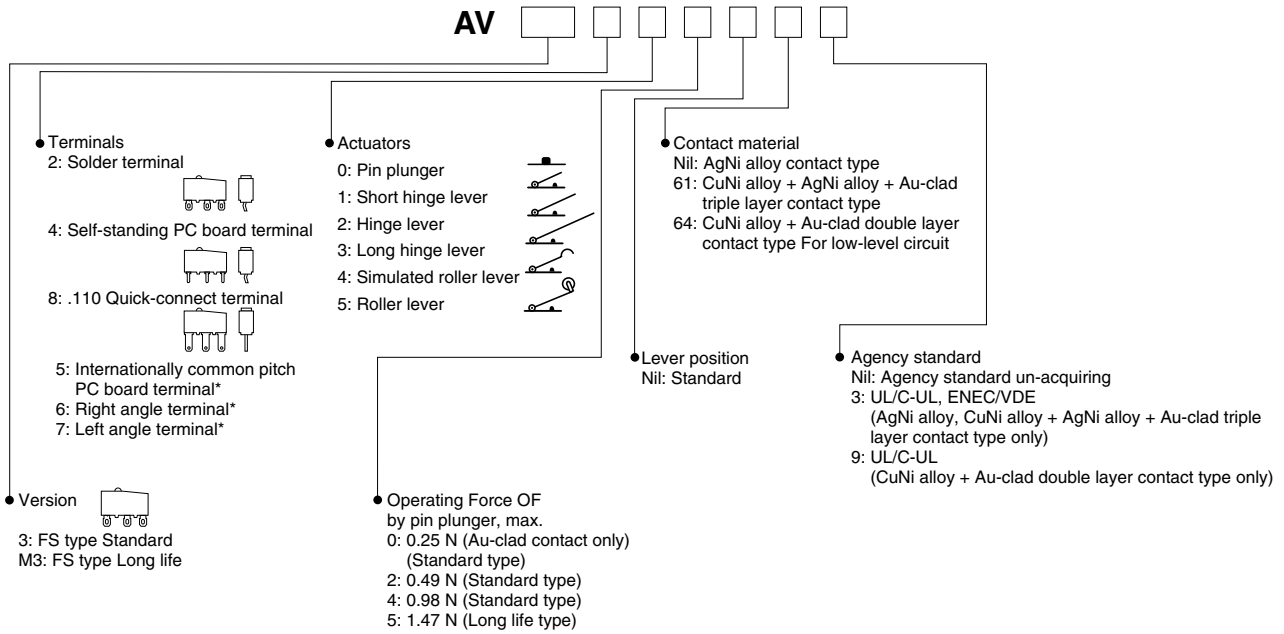 AV
Terminals
2: Solder terminal
4: Self-standing PC board terminal
8: .110 Quick-connect terminal
5: Internationally common pitch
PC board terminal*
6: Right angle terminal*
7: Left angle terminal*
Actuators
0: Pin plunger
1: Short hinge lever
2: Hinge lever
3: Long hinge lever
4: Simulated roller lever
5: Roller lever
Contact material
Nil: AgNi alloy contact type
61: CuNi alloy + AgNi alloy + Au-clad
triple layer contact type
64: CuNi alloy + Au-clad double layer
contact type For low-level circuit
Lever position
Nil: Standard
Agency standard
Nil: Agency standard un-acquiring
3: UL/C-UL, ENEC/VDE
(AgNi alloy, CuNi alloy + AgNi alloy + Au-clad triple
layer contact type only)
9: UL/C-UL
(CuNi alloy + Au-clad double layer contact type only)
Version
3: FS type Standard
M3: FS type Long life
Operating Force OF
by pin plunger, max.
0: 0.25 N (Au-clad contact only)
(Standard type)
2: 0.49 N (Standard type)
4: 0.98 N (Standard type)
5: 1.47 N (Long life type)